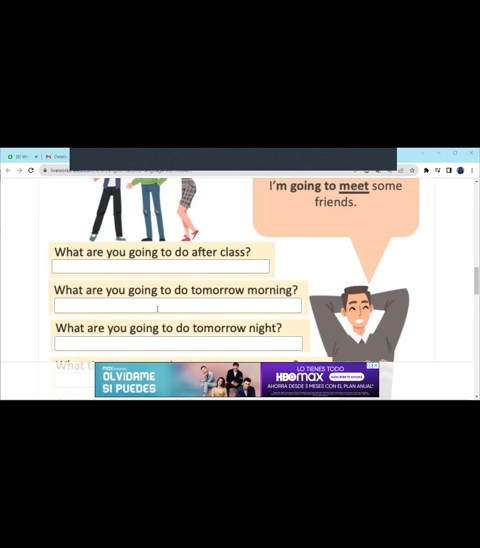 I'm going to meet some
friends.
What are you going to do after class?
What are you going to do tomorrow morning?
What are you going to do tomorrow night?
max
OLVÍDAME
SI PUEDES
LO TIENES TODO
HBOmax
AHORRA DESDE 3 MESES CON EL PLAN ANUAL*